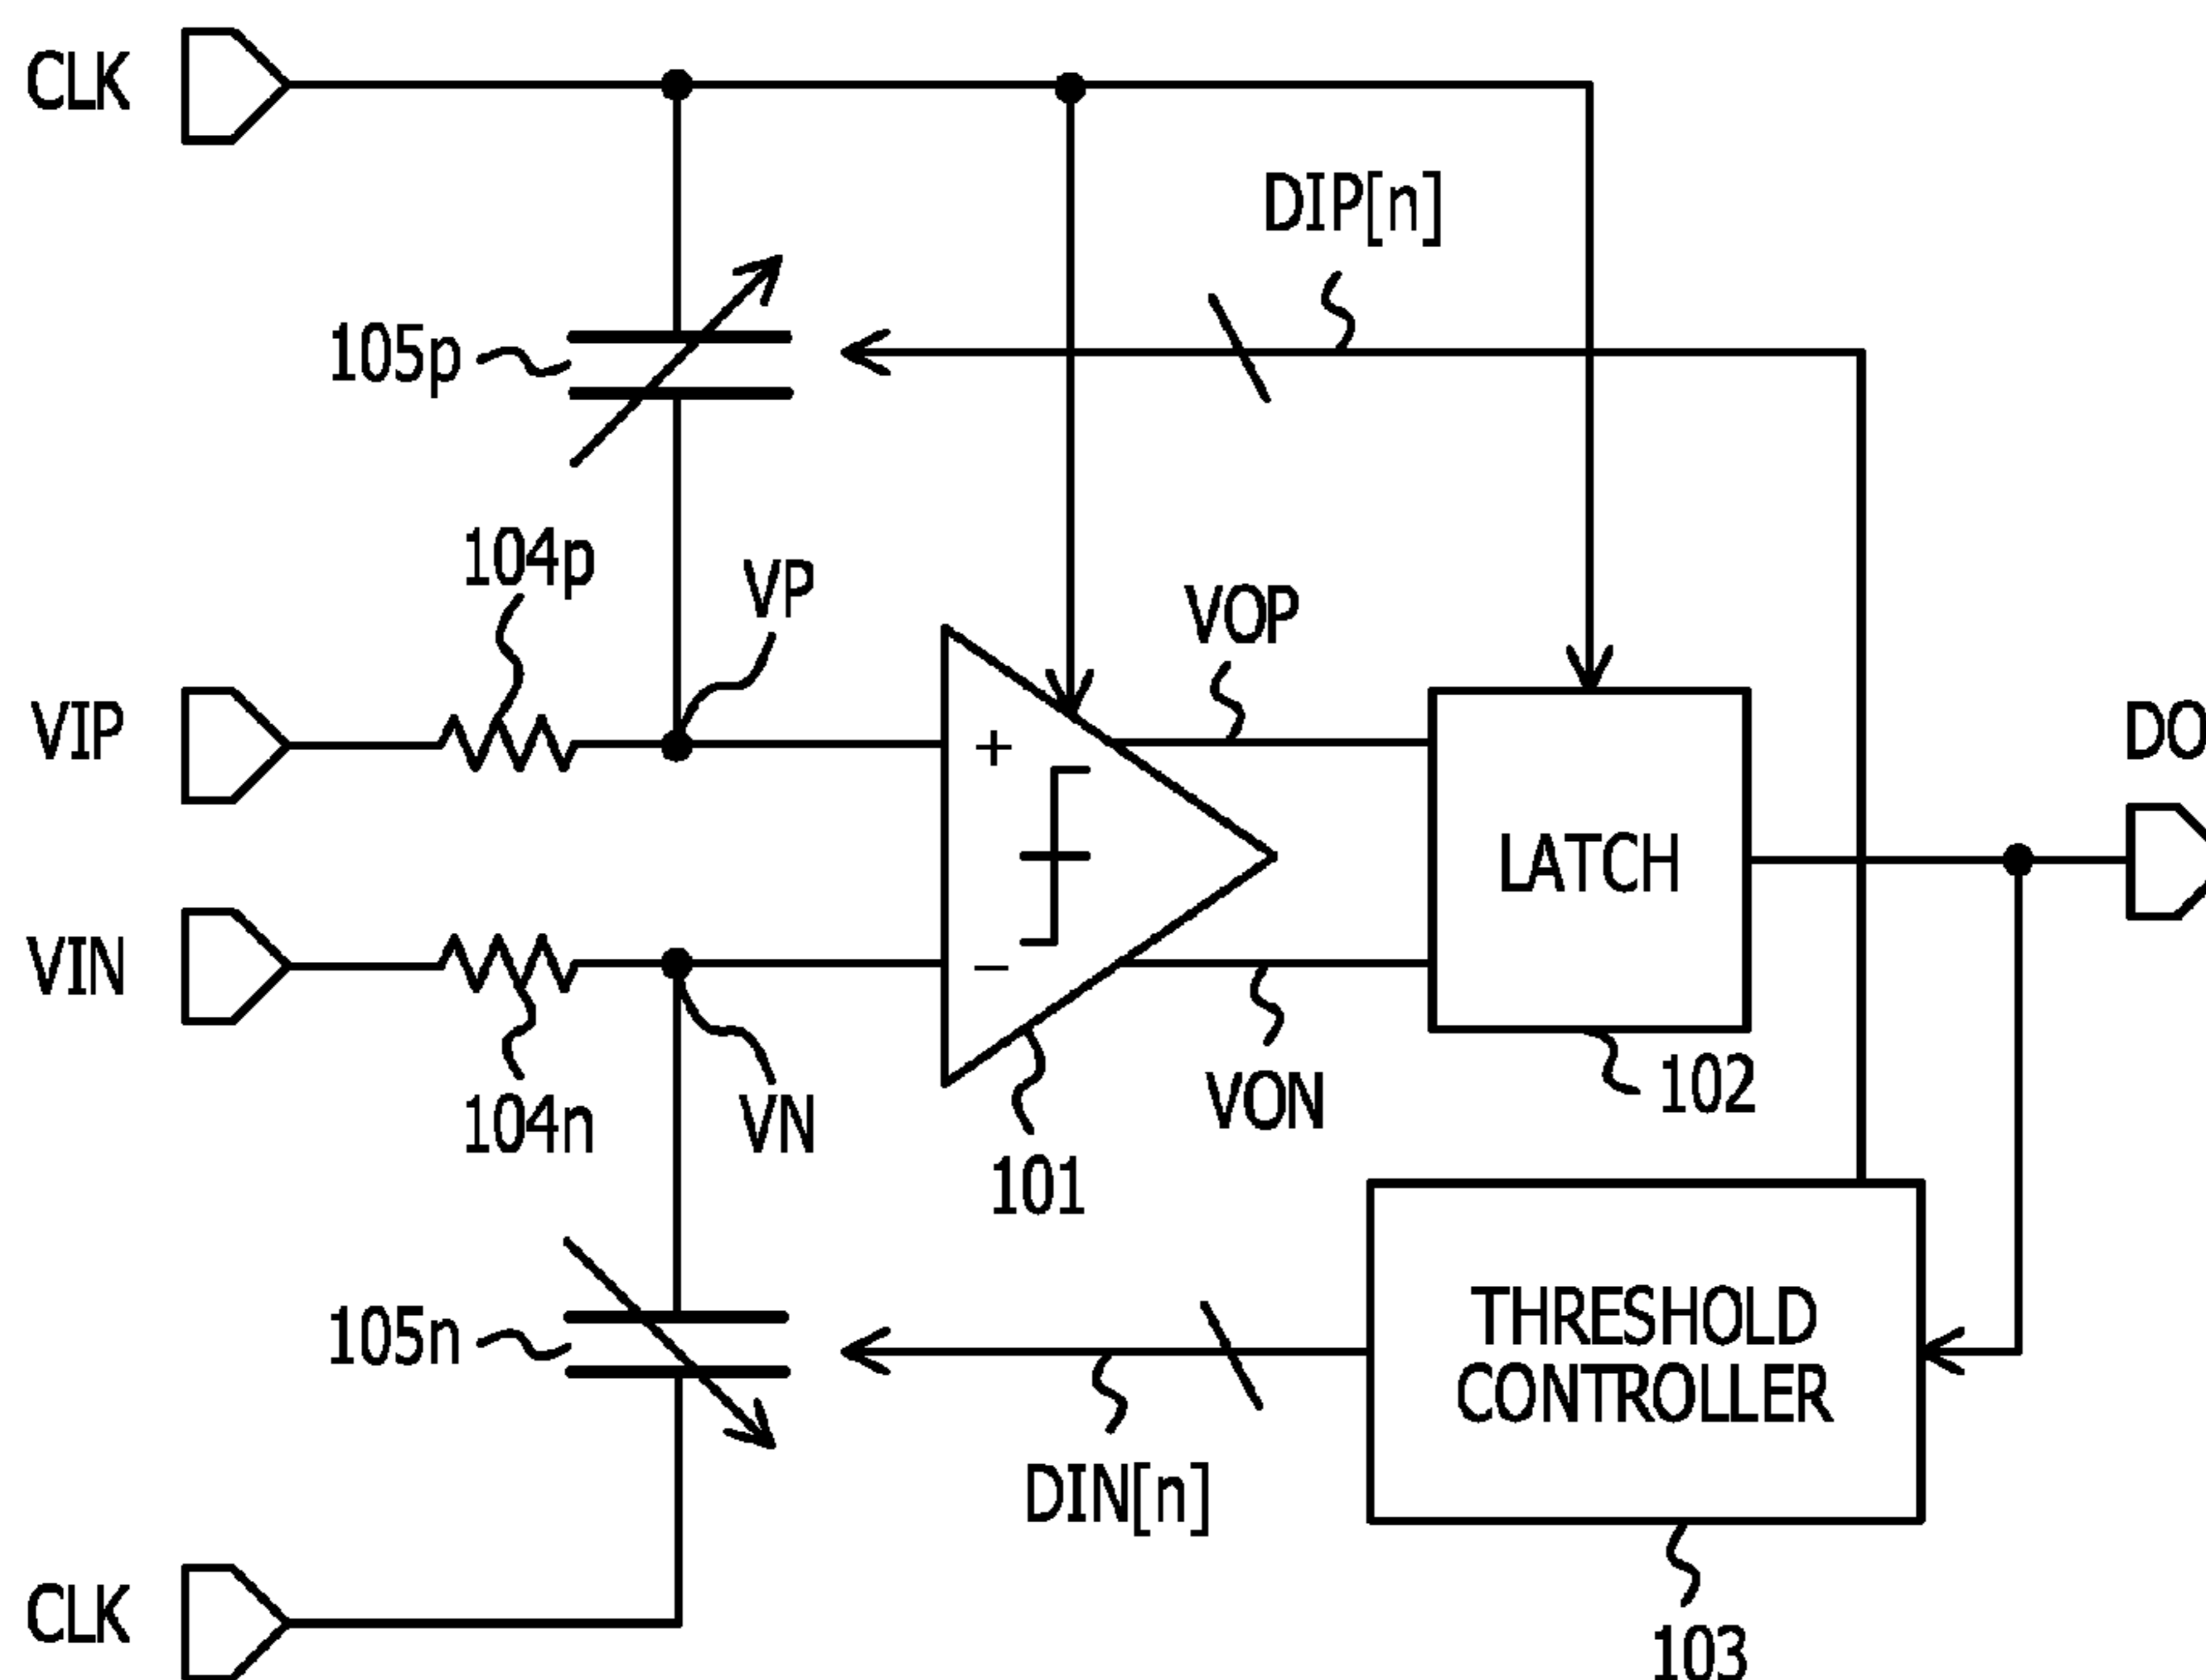 CLK
DIP[n]
105p
104p
VP
VOP
VIP
+
DO
LATCH
VIN
−
104n
VN
VON
102
101
105n
THRESHOLD
CONTROLLER
DIN[n]
CLK
103